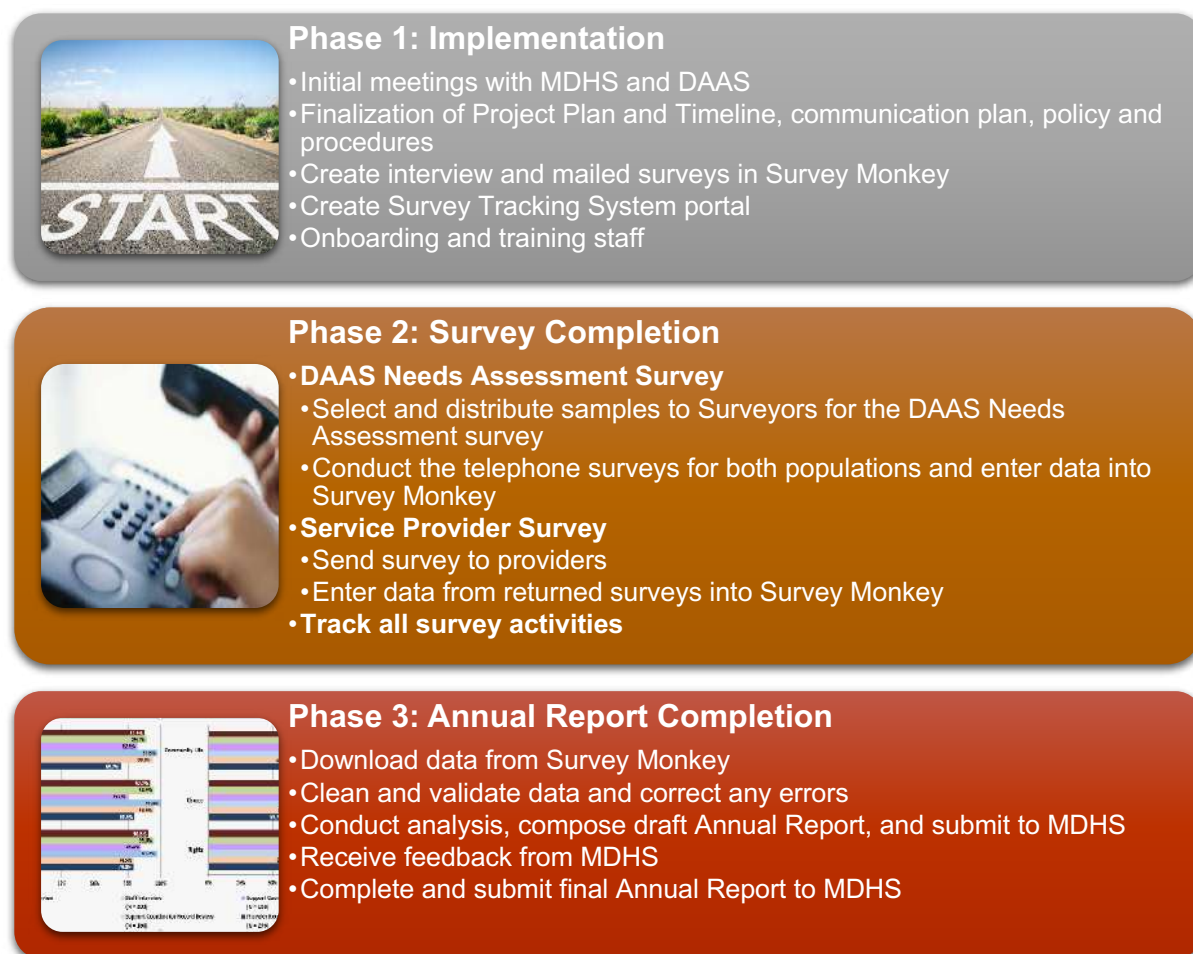 Phase 1: Implementation
•Initial meetings with MDHS and DAAS
•Finalization of Project Plan and Timeline, communication plan, policy and
procedures
•Create interview and mailed surveys in Survey Monkey
•Create Survey Tracking System portal
•Onboarding and training staff
START
Phase 2: Survey Completion
•DAAS Needs Assessment Survey
•Select and distribute samples to Surveyors for the DAAS Needs
Assessment survey
•Conduct the telephone surveys for both populations and enter data into
Survey Monkey
•Service Provider Survey
•Send survey to providers
•Enter data from returned surveys into Survey Monkey
•Track all survey activities
Phase 3: Annual Report Completion
•Download data from Survey Monkey
•Clean and validate data and correct any errors
•Conduct analysis, compose draft Annual Report, and submit to MDHS
•Receive feedback from MDHS
•Complete and submit final Annual Report to MDHS
Community Life
Rights